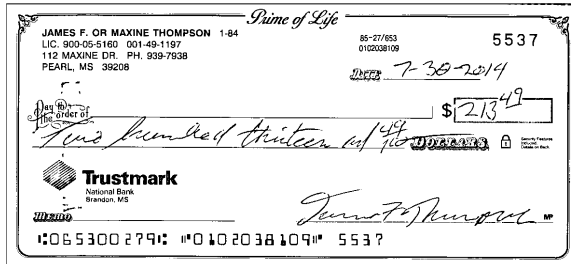 Prime of Life
JAMES F. OR MAXINE THOMPSON 1-84
LIC. 900-05-5160 001-49-1197
112 MAXINE DR. PH. 939-7938
PEARL, MS 39208
85-27/653
0102038109
5537
DATE 7-30-2014
Pay to the order of
$ 213 49
Two hundred thirteen and 49/100 DOLLARS
Security Features Included. Details on Back.
Trustmark
National Bank
Brandon, MS
Memo
MP
⑆065300279⑆ ⑈0102038109⑈ 5537